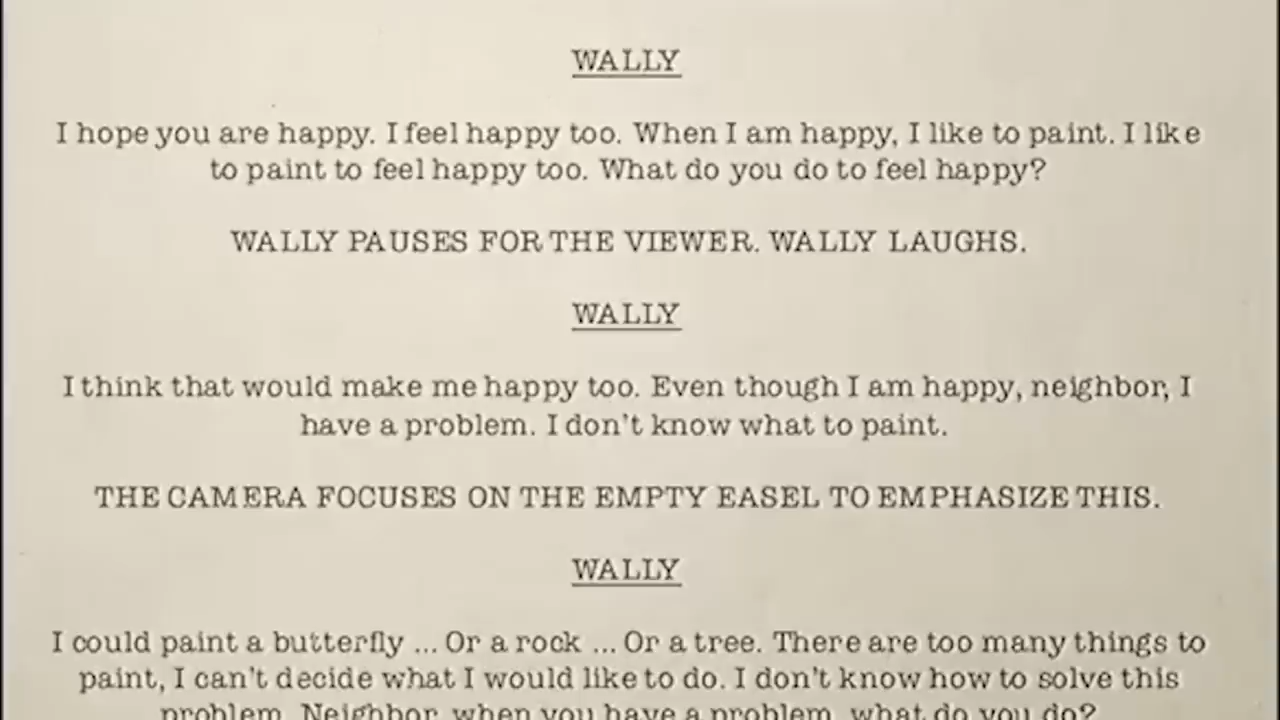 WALLY
I hope you are happy. I feel happy too. When I am happy, I like to paint. I like
to paint to feel happy too. What do you do to feel happy?
WALLY PAUSES FOR THE VIEWER. WALLY LAUGHS.
WALLY
I think that would make me happy too. Even though I am happy, neighbor, I
have a problem. I don't know what to paint.
THE CAMERA FOCUSES ON THE EMPTY EASEL TO EMPHASIZE THIS.
WALLY
I could paint a butterfly ... Or a rock ... Or a tree. There are too many things to
paint, I can't decide what I would like to do. I don't know how to solve this
problem. Neighbor, when you have a problem, what do you do?